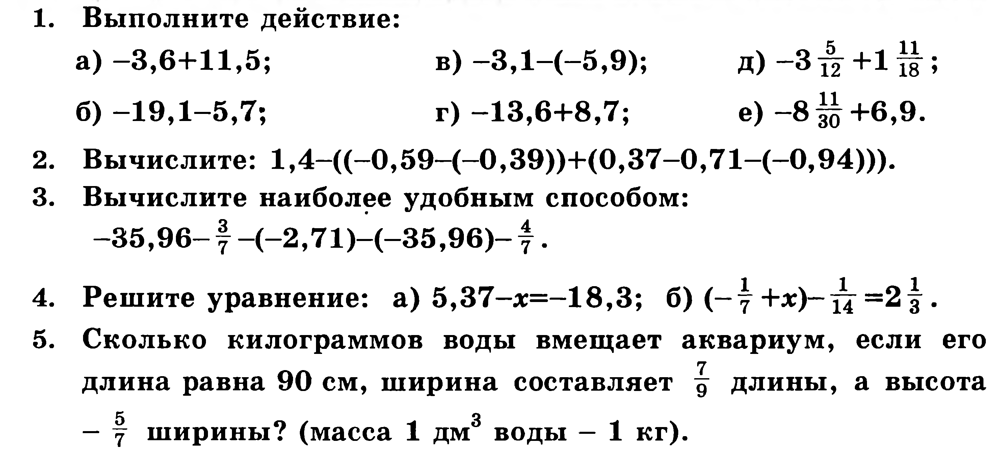 1. Выполните действие:
а) –3,6+11,5; в) –3,1–(–5,9); д) –3 5/12 +1 11/18 ;
б) –19,1–5,7; г) –13,6+8,7; е) –8 11/30 +6,9.
2. Вычислите: 1,4–((–0,59–(–0,39))+(0,37–0,71–(–0,94))).
3. Вычислите наиболее удобным способом:
–35,96– 3/7 –(–2,71)–(–35,96)– 4/7 .
4. Решите уравнение: а) 5,37–x=–18,3; б) (– 1/7 +x)– 1/14 =2 1/3 .
5. Сколько килограммов воды вмещает аквариум, если его
длина равна 90 см, ширина составляет 7/9 длины, а высота
– 5/7 ширины? (масса 1 дм³ воды – 1 кг).